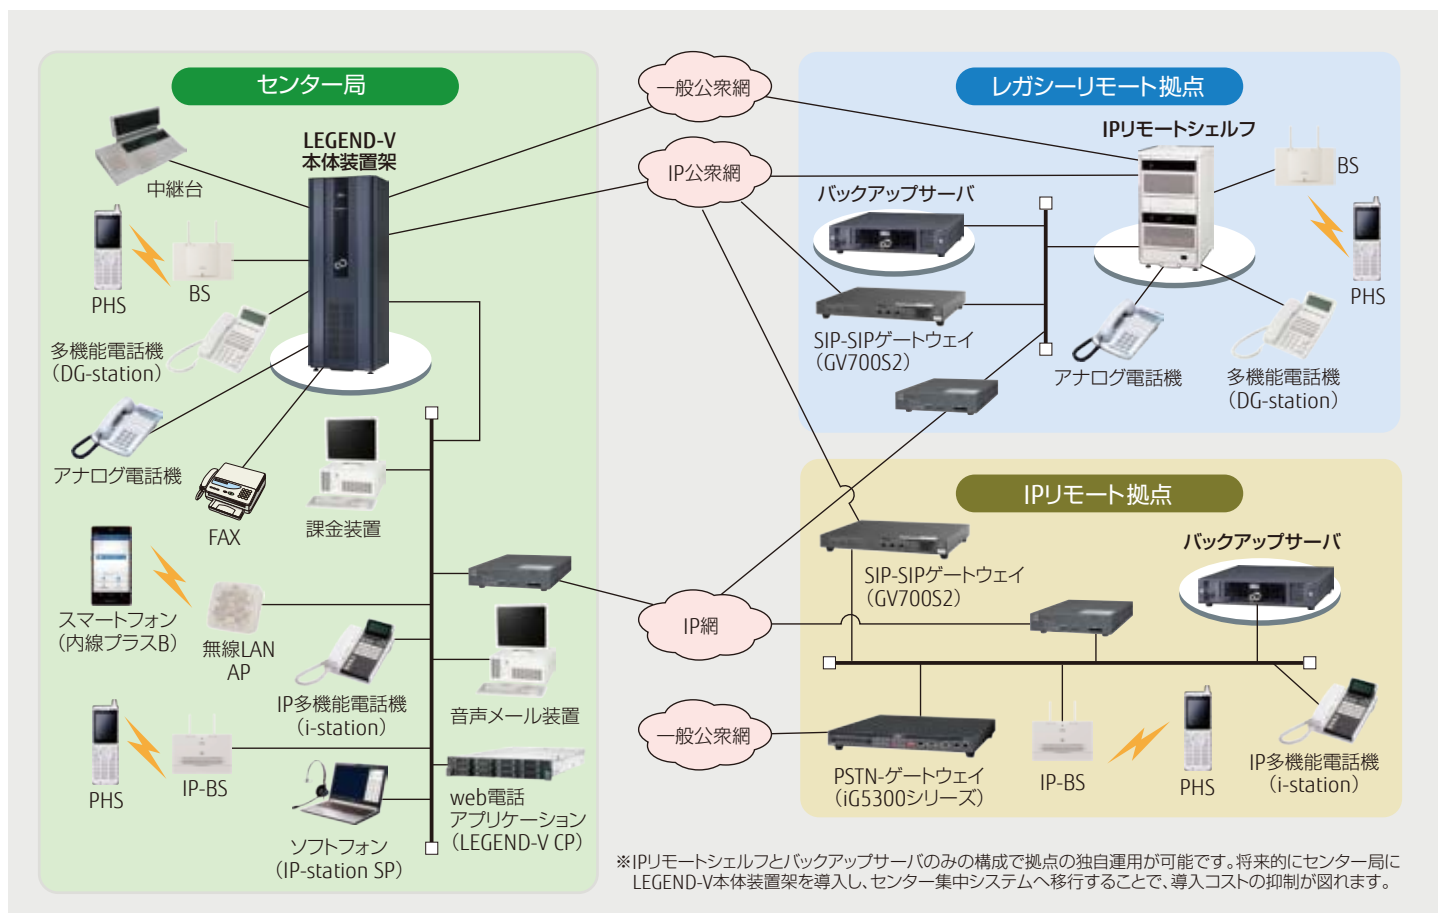 センター局
LEGEND-V
本体装置架
中継台
PHS
BS
多機能電話機
(DG-station)
アナログ電話機
FAX
課金装置
スマートフォン
(内線プラスB)
無線LAN
AP
IP多機能電話機
(i-station)
音声メール装置
PHS
IP-BS
web電話
アプリケーション
(LEGEND-V CP)
ソフトフォン
(IP-station SP)
一般公衆網
IP公衆網
IP網
一般公衆網
レガシーリモート拠点
IPリモートシェルフ
バックアップサーバ
BS
PHS
SIP-SIPゲートウェイ
(GV700S2)
アナログ電話機
多機能電話機
(DG-station)
IPリモート拠点
バックアップサーバ
SIP-SIPゲートウェイ
(GV700S2)
PSTN-ゲートウェイ
(iG5300シリーズ)
IP-BS
PHS
IP多機能電話機
(i-station)
※IPリモートシェルフとバックアップサーバのみの構成で拠点の独自運用が可能です。将来的にセンター局に
LEGEND-V本体装置架を導入し、センター集中システムへ移行することで、導入コストの抑制が図れます。